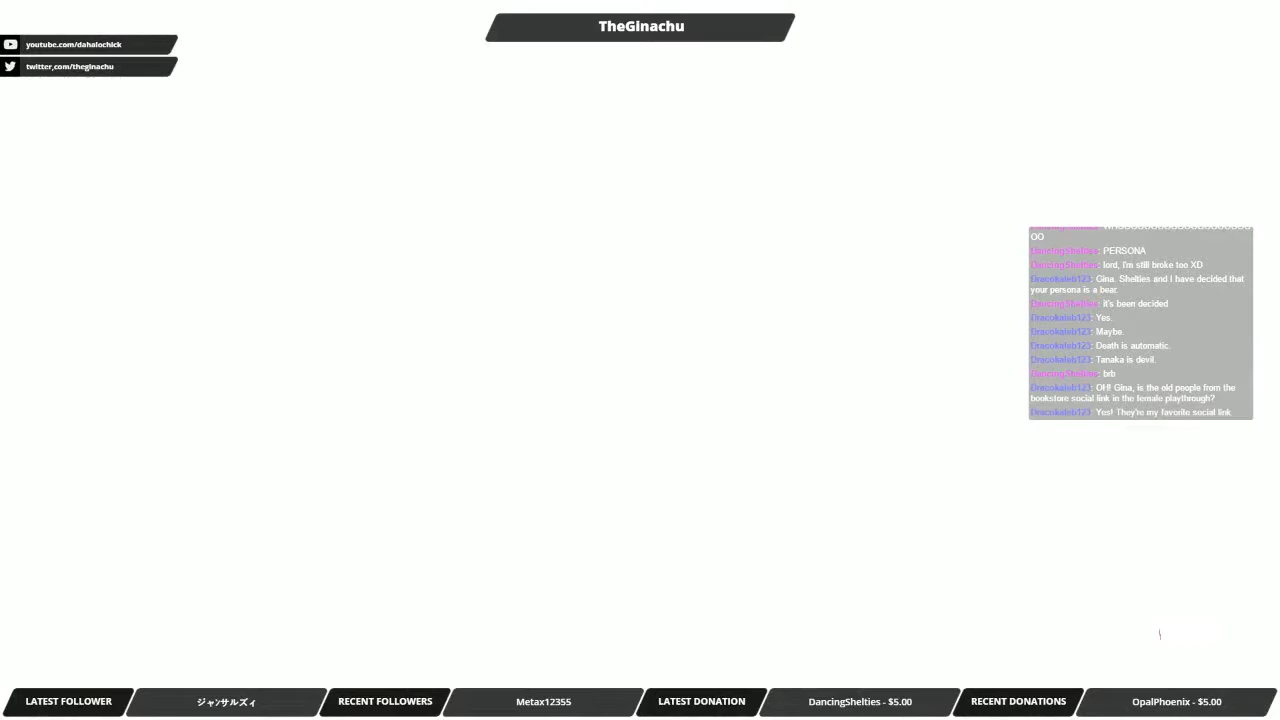 TheGinachu
youtube.com/dahalochick
twitter.com/theginachu
OO
DancingShelties: PERSONA
DancingShelties: lord, i'm still broke too XD
Dracokaleb123: Gina. Shelties and I have decided that
your persona is a bear.
DancingShelties: it's been decided
Dracokaleb123: Yes.
Dracokaleb123: Maybe.
Dracokaleb123: Death is automatic.
Dracokaleb123: Tanaka is devil.
DancingShelties: brb
Dracokaleb123: OH! Gina, is the old people from the
bookstore social link in the female playthrough?
Dracokaleb123: Yes! They're my favorite social link
LATEST FOLLOWER
ジャンサルズィ
RECENT FOLLOWERS
Metax12355
LATEST DONATION
DancingShelties - $5.00
RECENT DONATIONS
OpalPhoenix - $5.00